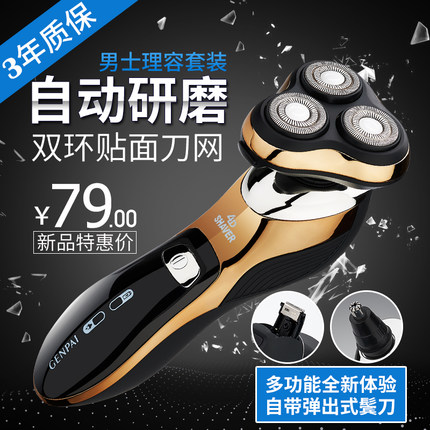 3年质保
男士理容套装
自动研磨
双环贴面刀网
¥79.00
新品特惠价
4D
SHAVER
GENPAI
多功能全新体验
自带弹出式鬓刀